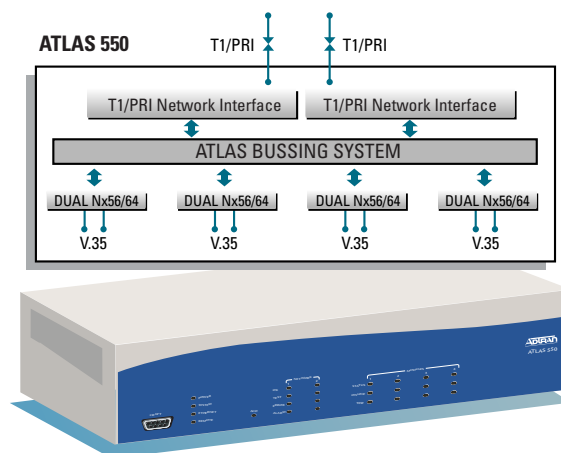 ATLAS 550
T1/PRI
T1/PRI
T1/PRI Network Interface
T1/PRI Network Interface
ATLAS BUSSING SYSTEM
DUAL Nx56/64
DUAL Nx56/64
DUAL Nx56/64
DUAL Nx56/64
V.35
V.35
V.35
V.35
ADTRAN
ATLAS 550